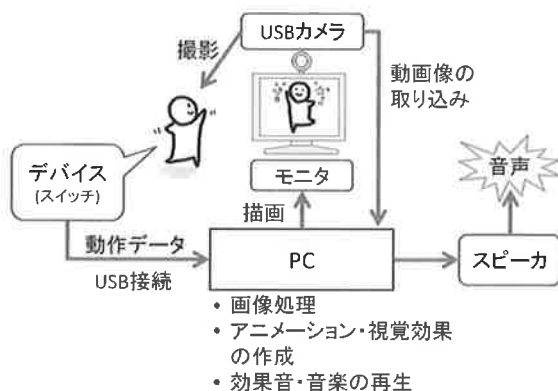 USBカメラ
撮影
動画像の
取り込み
デバイス
(スイッチ)
モニタ
音声
描画
動作データ
USB接続
PC
スピーカ
• 画像処理
• アニメーション・視覚効果
の作成
• 効果音・音楽の再生